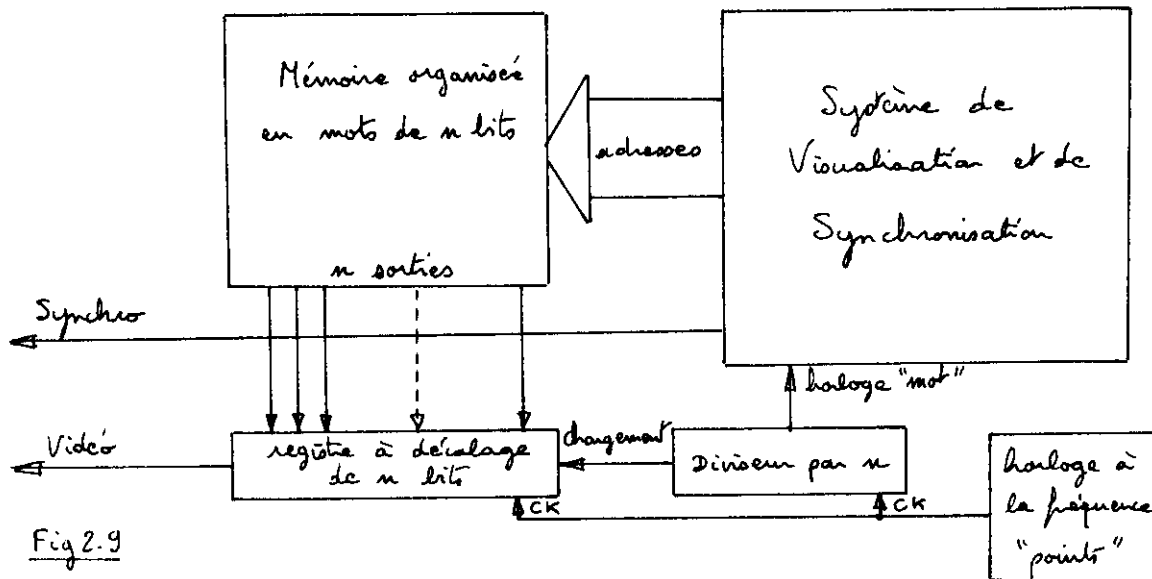 Mémoire organisée
en mots de n bits
n sorties
adresses
Système de
Visualisation et de
Synchronisation
Synchro
horloge "mot"
Vidéo
registre à décalage
de n bits
chargement
Diviseur par n
CK
CK
horloge à
la fréquence
"points"
Fig 2.9